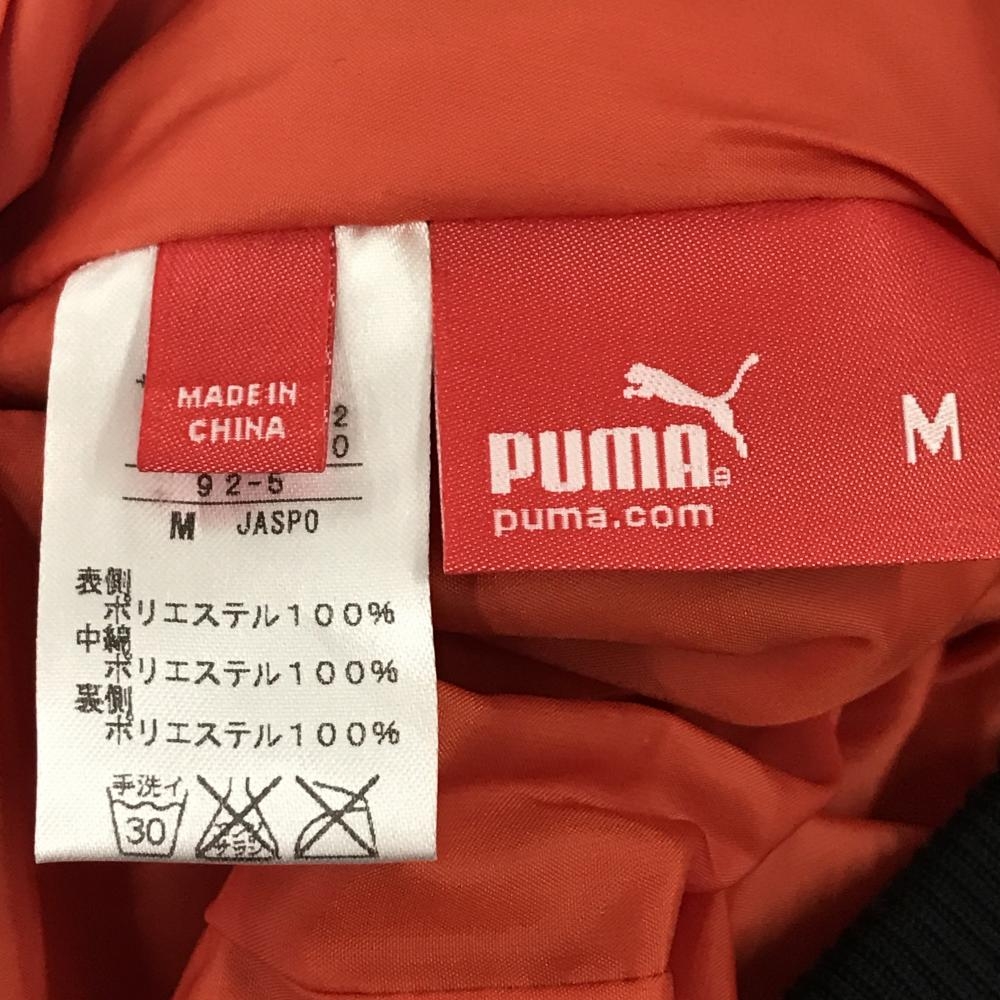 MADE IN
CHINA
2
0
92-5
M JASPO
表側
ポリエステル100%
中綿
ポリエステル100%
裏側
ポリエステル100%
手洗イ
30
PUMA®
puma.com
M